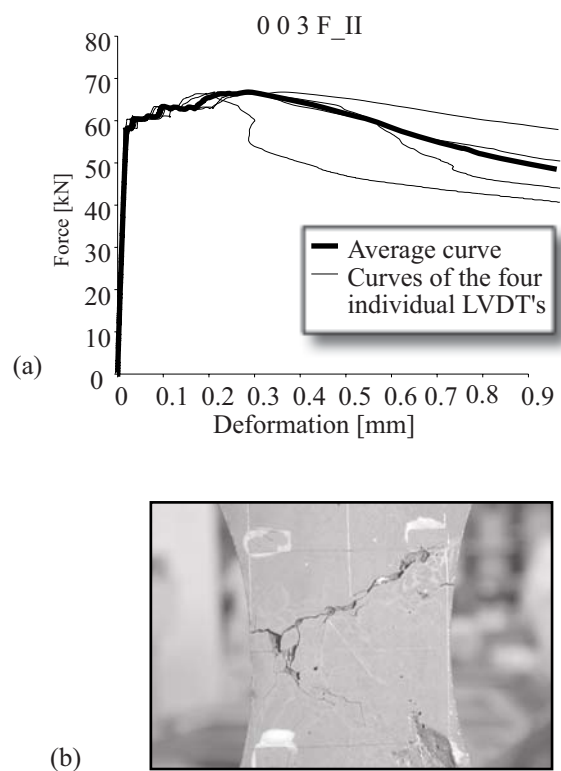 0 0 3 F_II
80
70
60
50
40
30
20
10
0
Force [kN]
Average curve
Curves of the four
individual LVDT's
(a)
0 0.1 0.2 0.3 0.4 0.5 0.6 0.7 0.8 0.9
Deformation [mm]
(b)